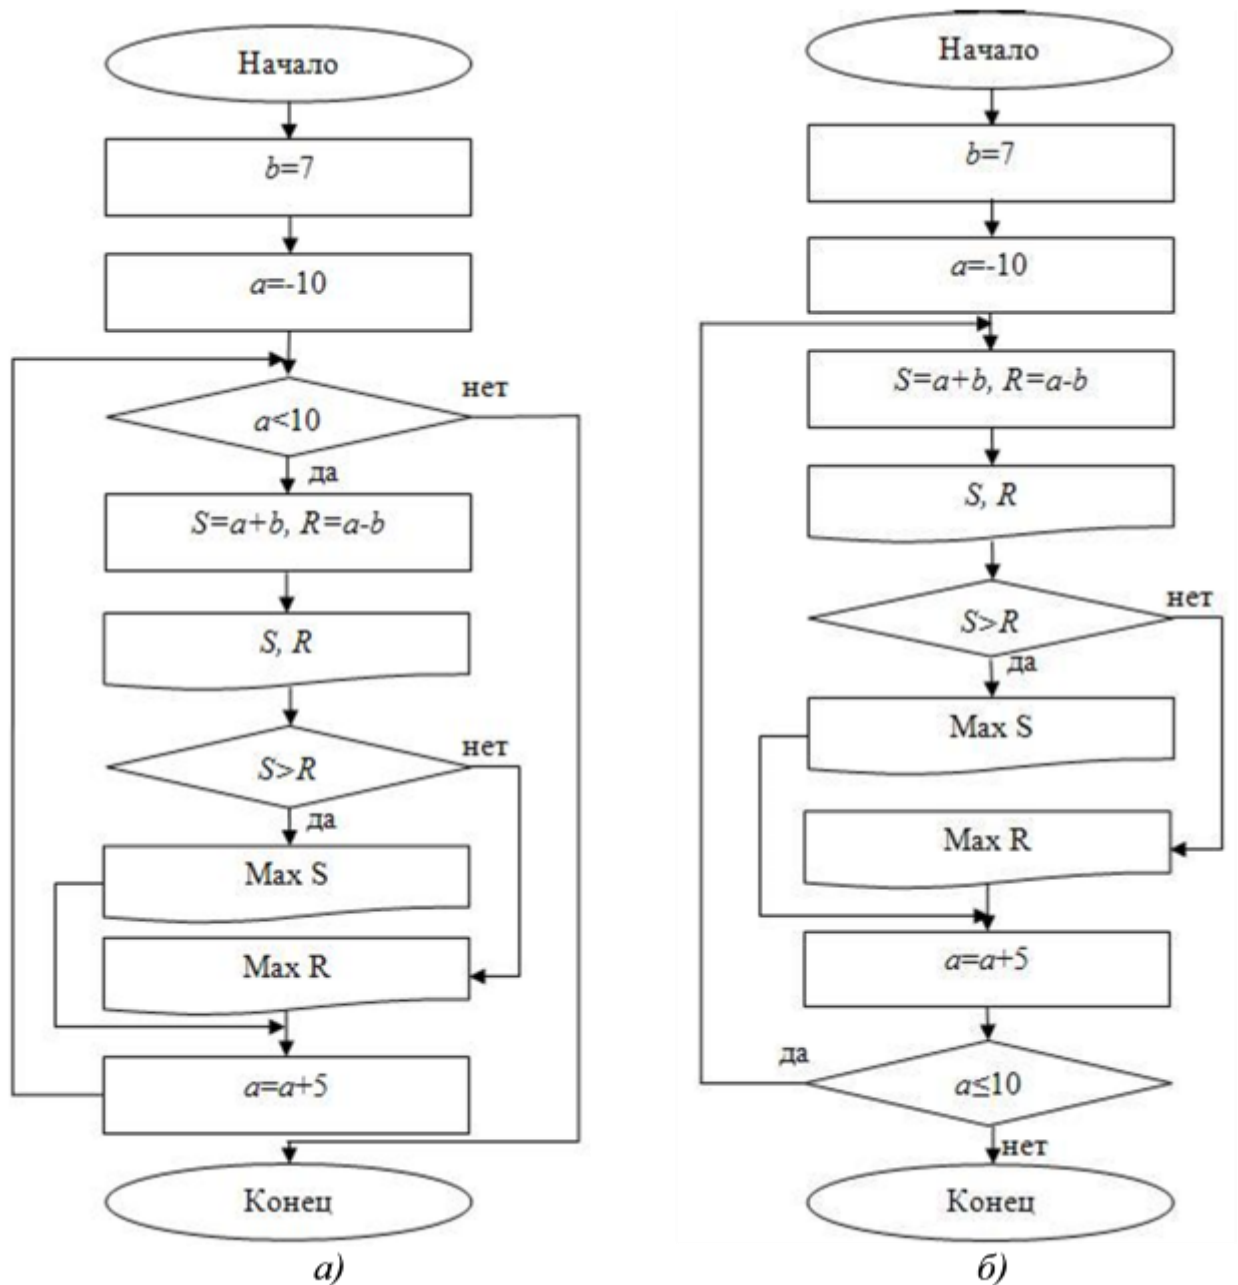 Начало
b=7
a=-10
a<10
нет
да
S=a+b, R=a-b
S, R
S>R
нет
да
Max S
Max R
a=a+5
Конец
а)
Начало
b=7
a=-10
S=a+b, R=a-b
S, R
S>R
нет
да
Max S
Max R
a=a+5
да
a≤10
нет
Конец
б)